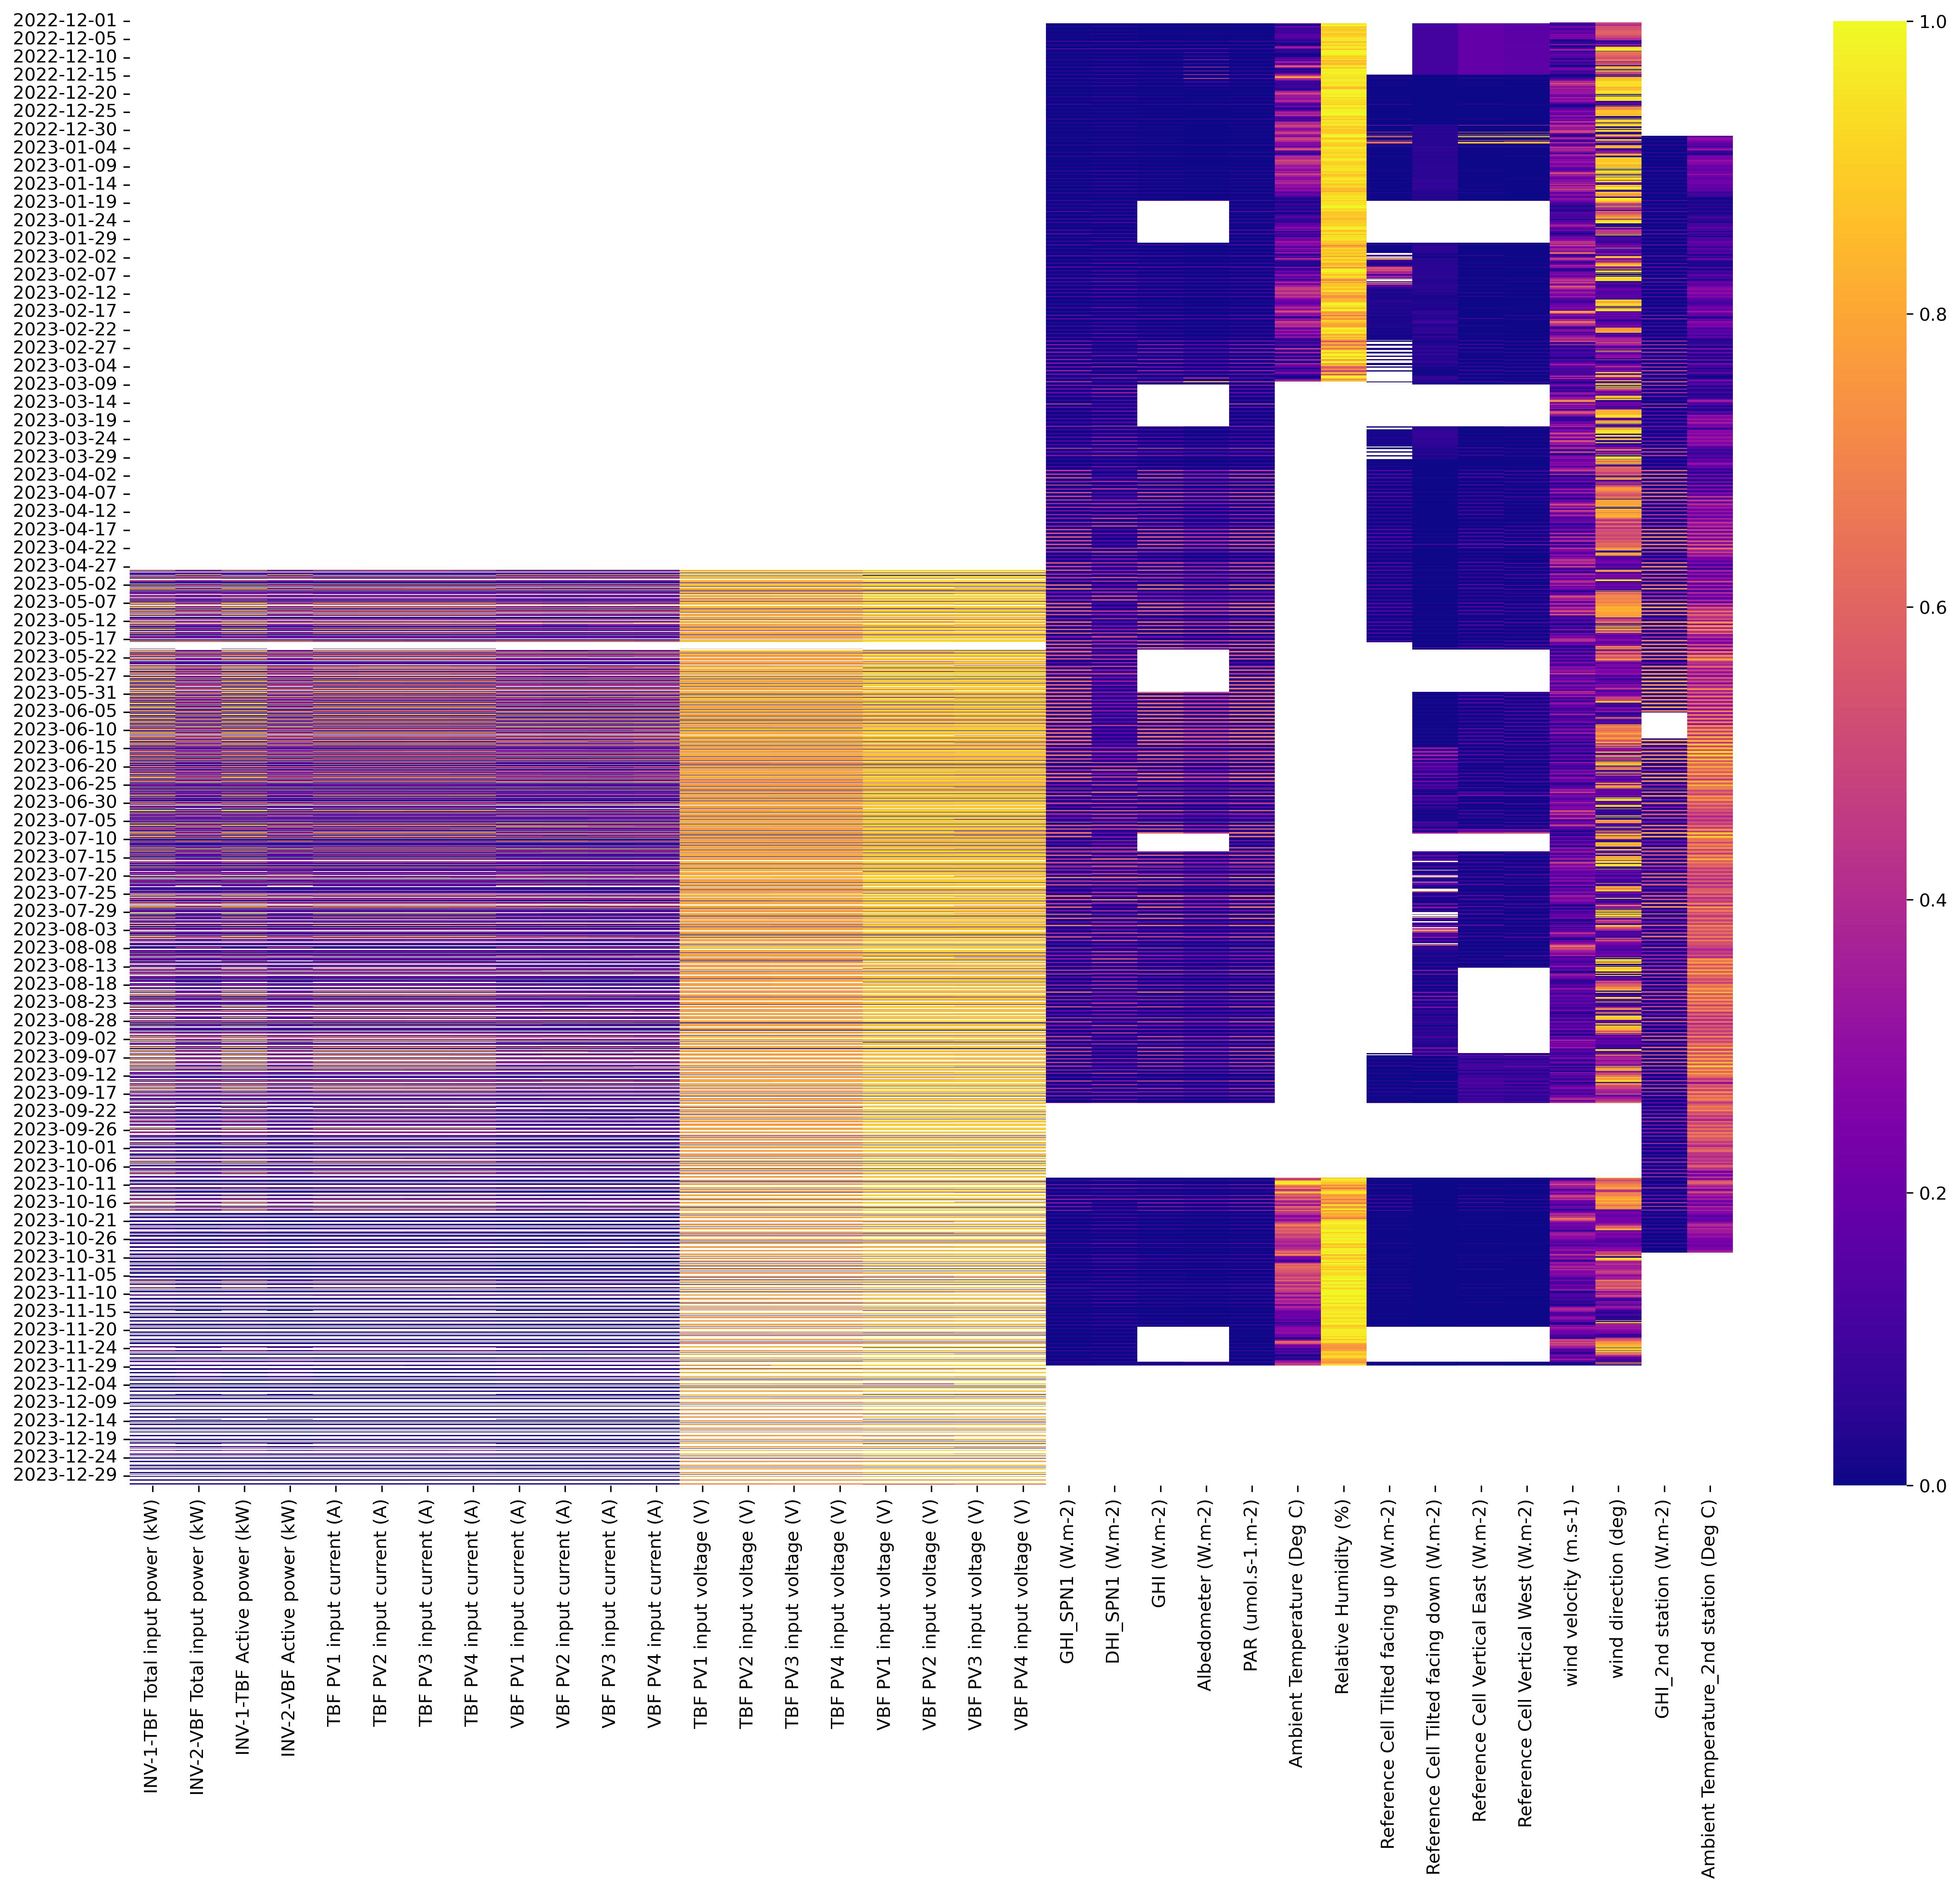 2022-12-01
2022-12-05
2022-12-10
2022-12-15
2022-12-20
2022-12-25
2022-12-30
2023-01-04
2023-01-09
2023-01-14
2023-01-19
2023-01-24
2023-01-29
2023-02-02
2023-02-07
2023-02-12
2023-02-17
2023-02-22
2023-02-27
2023-03-04
2023-03-09
2023-03-14
2023-03-19
2023-03-24
2023-03-29
2023-04-02
2023-04-07
2023-04-12
2023-04-17
2023-04-22
2023-04-27
2023-05-02
2023-05-07
2023-05-12
2023-05-17
2023-05-22
2023-05-27
2023-05-31
2023-06-05
2023-06-10
2023-06-15
2023-06-20
2023-06-25
2023-06-30
2023-07-05
2023-07-10
2023-07-15
2023-07-20
2023-07-25
2023-07-29
2023-08-03
2023-08-08
2023-08-13
2023-08-18
2023-08-23
2023-08-28
2023-09-02
2023-09-07
2023-09-12
2023-09-17
2023-09-22
2023-09-26
2023-10-01
2023-10-06
2023-10-11
2023-10-16
2023-10-21
2023-10-26
2023-10-31
2023-11-05
2023-11-10
2023-11-15
2023-11-20
2023-11-24
2023-11-29
2023-12-04
2023-12-09
2023-12-14
2023-12-19
2023-12-24
2023-12-29
INV-1-TBF Total input power (kW)
INV-2-VBF Total input power (kW)
INV-1-TBF Active power (kW)
INV-2-VBF Active power (kW)
TBF PV1 input current (A)
TBF PV2 input current (A)
TBF PV3 input current (A)
TBF PV4 input current (A)
VBF PV1 input current (A)
VBF PV2 input current (A)
VBF PV3 input current (A)
VBF PV4 input current (A)
TBF PV1 input voltage (V)
TBF PV2 input voltage (V)
TBF PV3 input voltage (V)
TBF PV4 input voltage (V)
VBF PV1 input voltage (V)
VBF PV2 input voltage (V)
VBF PV3 input voltage (V)
VBF PV4 input voltage (V)
GHI_SPN1 (W.m-2)
DHI_SPN1 (W.m-2)
GHI (W.m-2)
Albedometer (W.m-2)
PAR (umol.s-1.m-2)
Ambient Temperature (Deg C)
Relative Humidity (%)
Reference Cell Tilted facing up (W.m-2)
Reference Cell Tilted facing down (W.m-2)
Reference Cell Vertical East (W.m-2)
Reference Cell Vertical West (W.m-2)
wind velocity (m.s-1)
wind direction (deg)
GHI_2nd station (W.m-2)
Ambient Temperature_2nd station (Deg C)
1.0
0.8
0.6
0.4
0.2
0.0